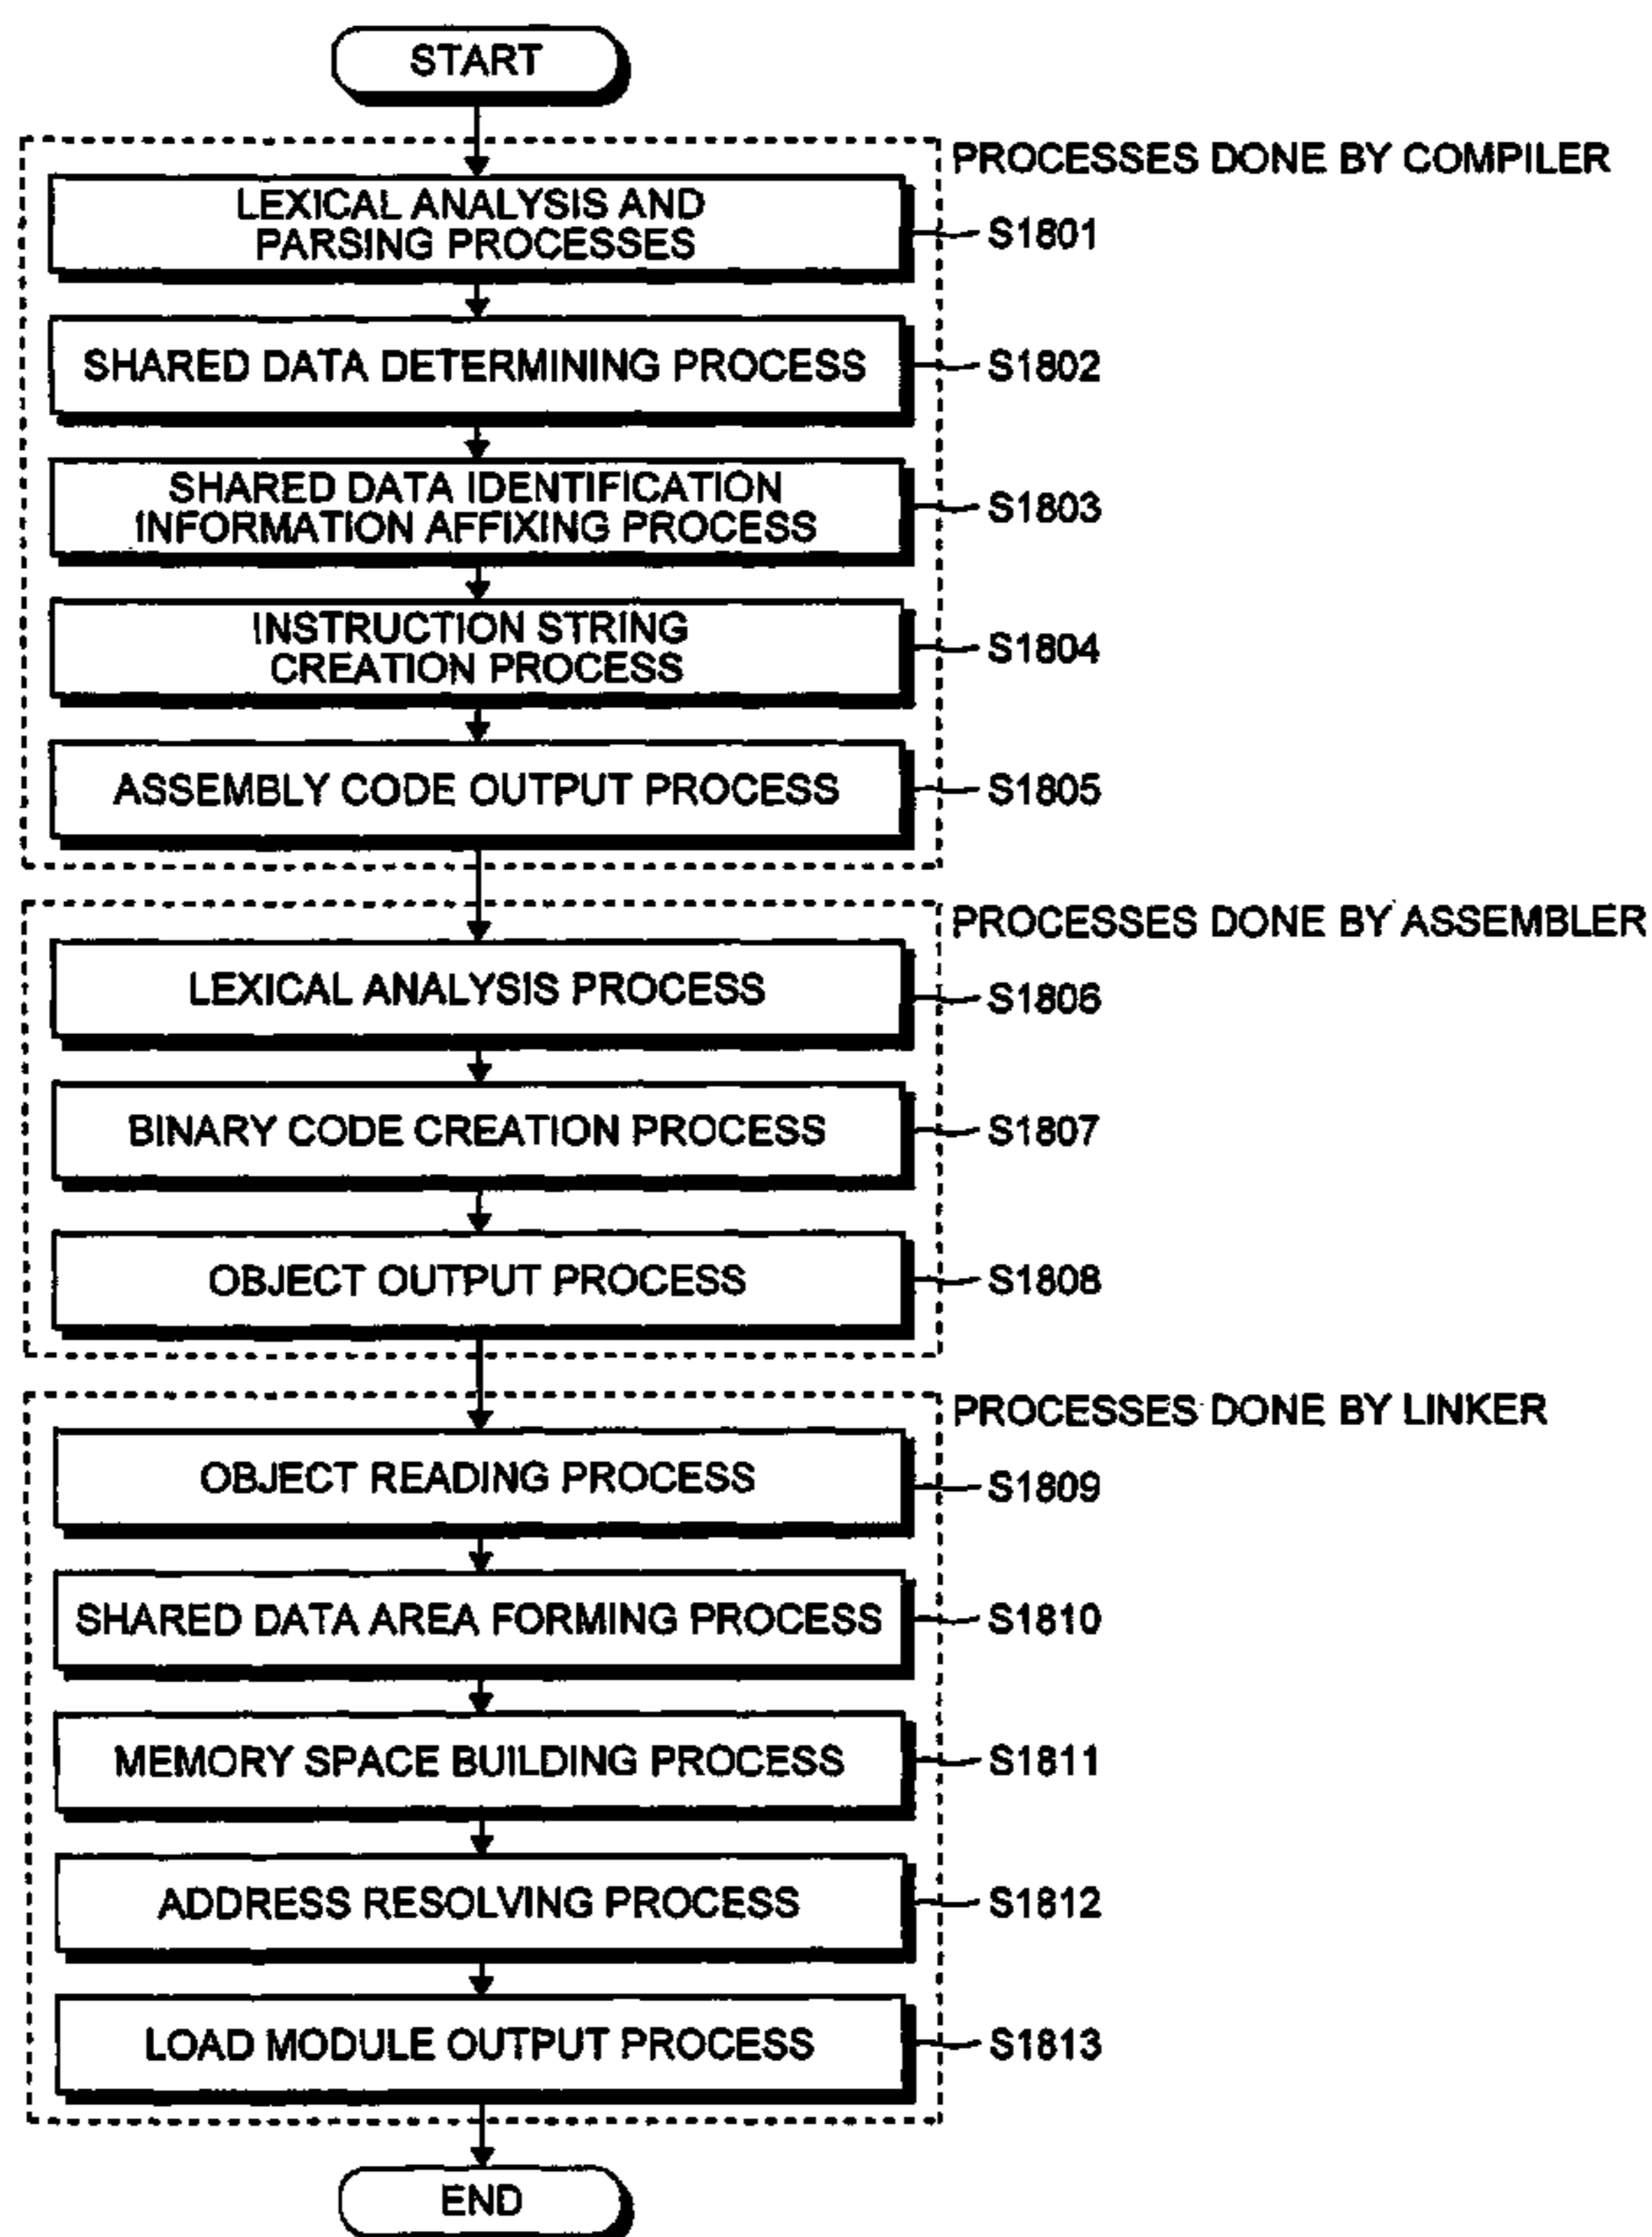 START
PROCESSES DONE BY COMPILER
LEXICAL ANALYSIS AND
PARSING PROCESSES
S1801
SHARED DATA DETERMINING PROCESS
S1802
SHARED DATA IDENTIFICATION
INFORMATION AFFIXING PROCESS
S1803
INSTRUCTION STRING
CREATION PROCESS
S1804
ASSEMBLY CODE OUTPUT PROCESS
S1805
PROCESSES DONE BY ASSEMBLER
LEXICAL ANALYSIS PROCESS
S1806
BINARY CODE CREATION PROCESS
S1807
OBJECT OUTPUT PROCESS
S1808
PROCESSES DONE BY LINKER
OBJECT READING PROCESS
S1809
SHARED DATA AREA FORMING PROCESS
S1810
MEMORY SPACE BUILDING PROCESS
S1811
ADDRESS RESOLVING PROCESS
S1812
LOAD MODULE OUTPUT PROCESS
S1813
END